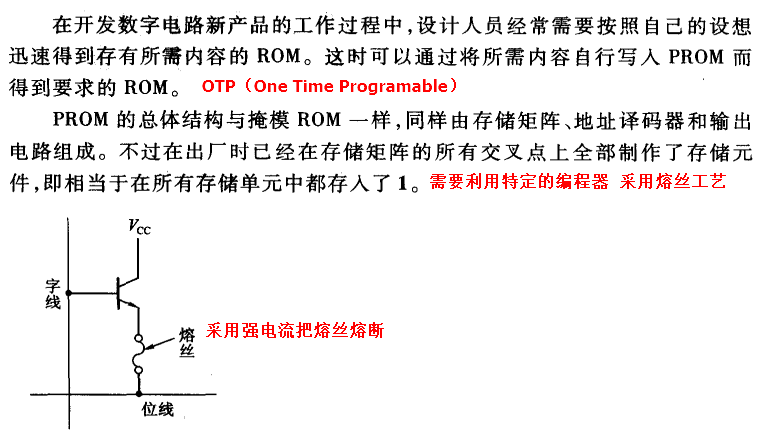 在开发数字电路新产品的工作过程中,设计人员经常需要按照自己的设想
迅速得到存有所需内容的 ROM。这时可以通过将所需内容自行写入 PROM 而
得到要求的 ROM。 OTP（One Time Programable）
PROM 的总体结构与掩模 ROM 一样,同样由存储矩阵、地址译码器和输出
电路组成。不过在出厂时已经在存储矩阵的所有交叉点上全部制作了存储元
件,即相当于在所有存储单元中都存入了 1。需要利用特定的编程器 采用熔丝工艺
VCC
字线
熔丝
采用强电流把熔丝熔断
位线